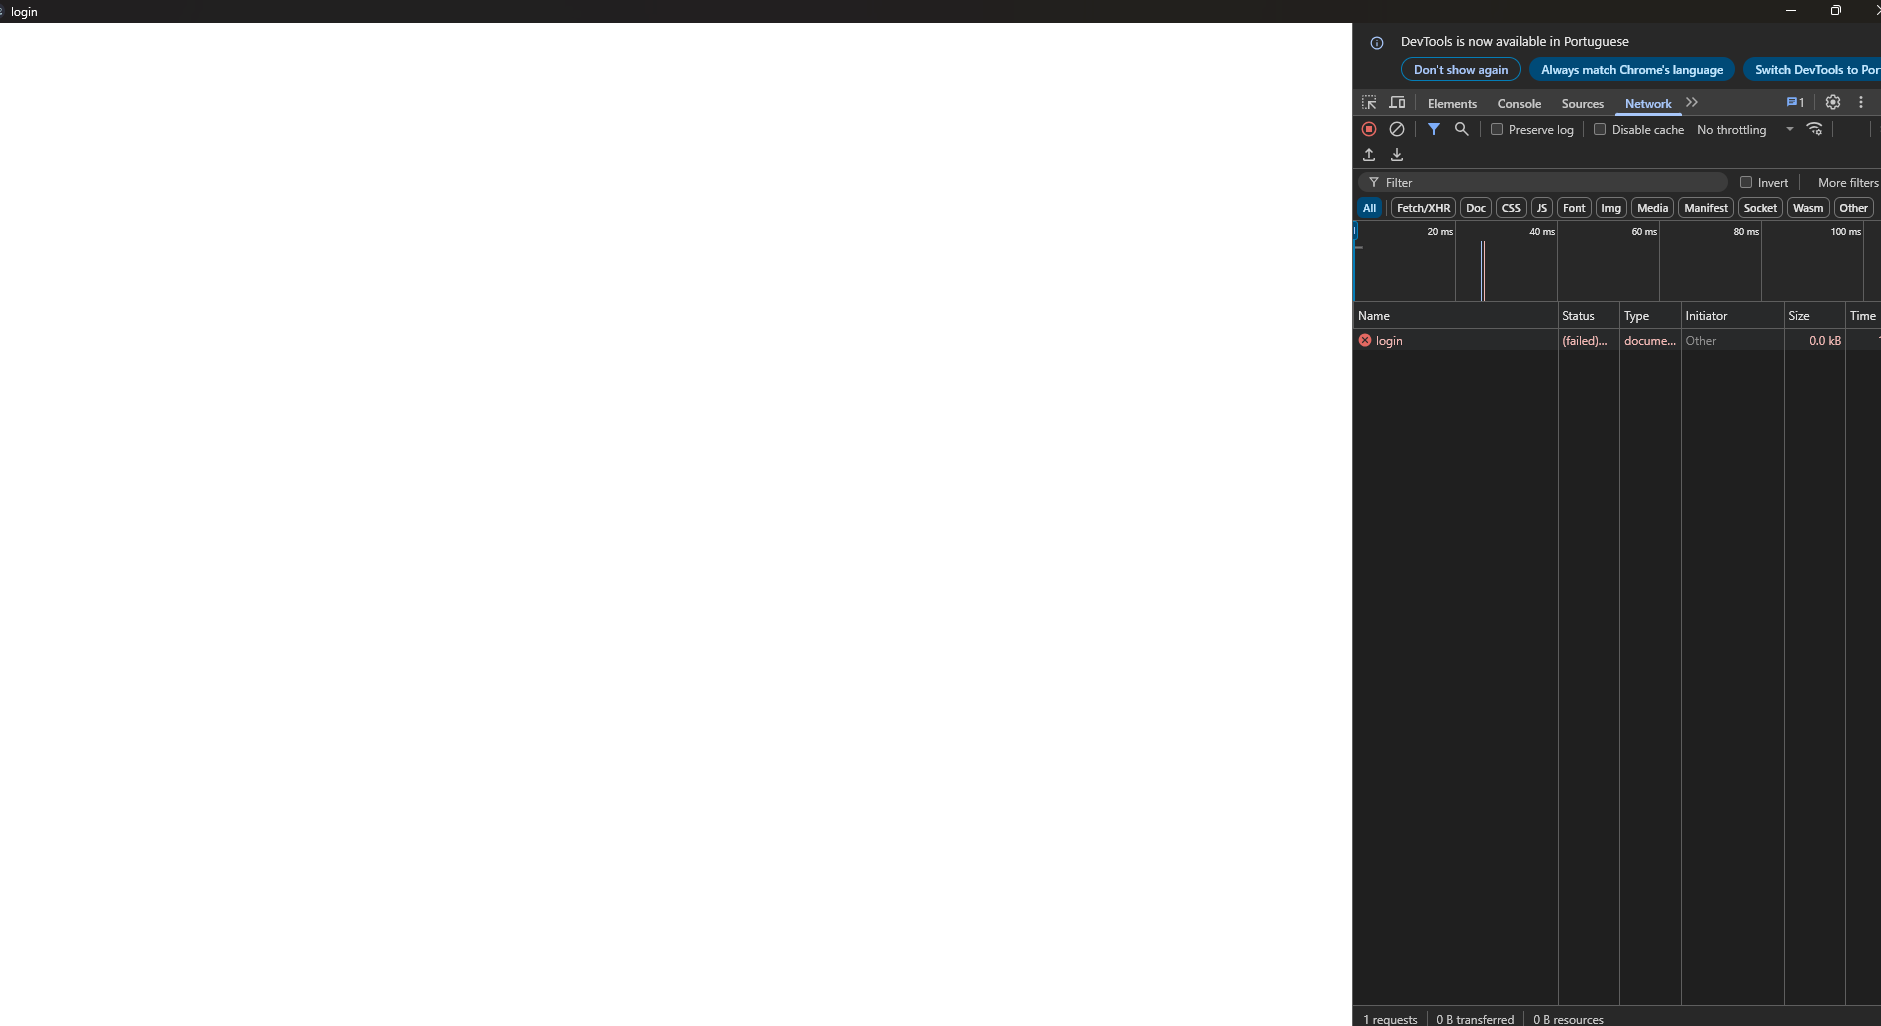 login
DevTools is now available in Portuguese
Don't show again Always match Chrome's language Switch DevTools to Por
Elements Console Sources Network 1
Preserve log Disable cache No throttling
Filter Invert More filters
All Fetch/XHR Doc CSS JS Font Img Media Manifest Socket Wasm Other
20 ms 40 ms 60 ms 80 ms 100 ms
Name Status Type Initiator Size Time
login (failed)... docume... Other 0.0 kB
1 requests 0 B transferred 0 B resources